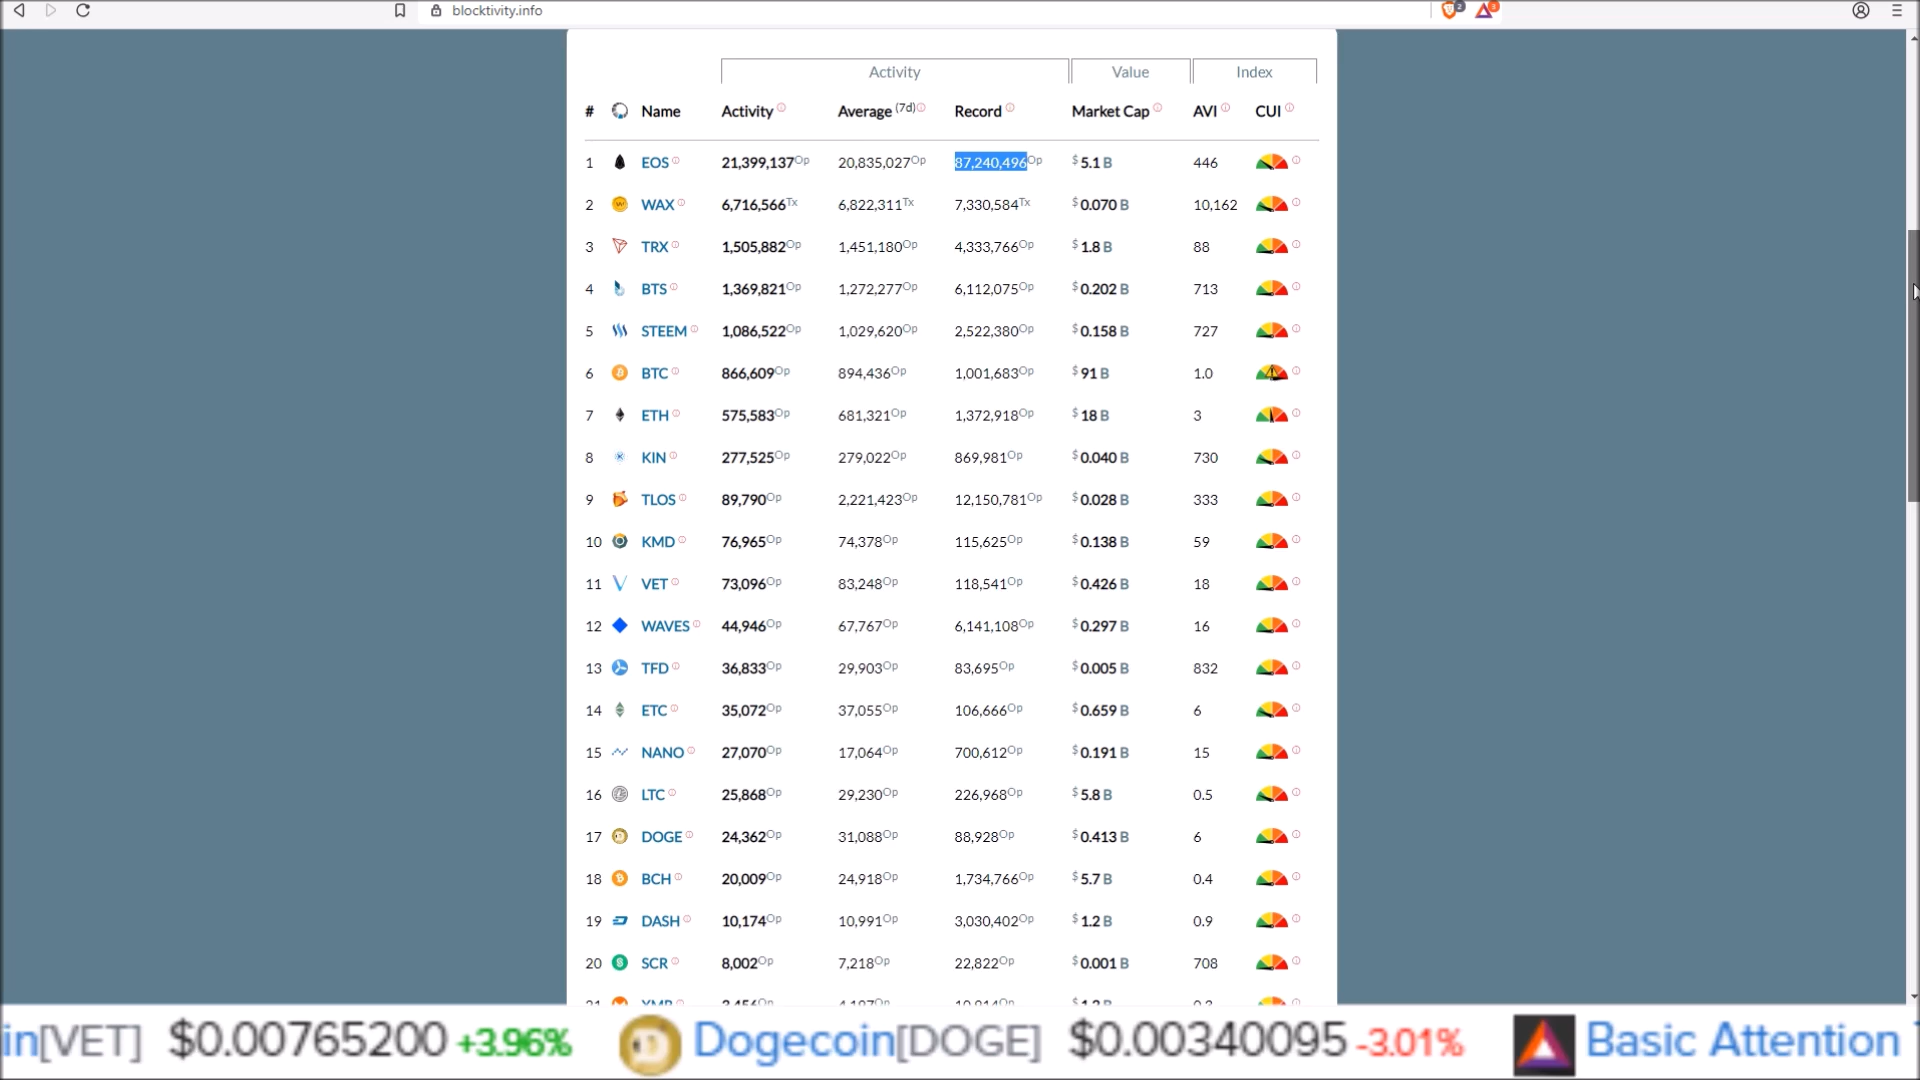 blocktivity.info
2
3
Activity Value Index
# Name Activity Average (7d) Record Market Cap AVI CUI
1 EOS 21,399,137Op 20,835,027Op 87,240,496Op $5.1 B 446
2 WAX 6,716,566Tx 6,822,311Tx 7,330,584Tx $0.070 B 10,162
3 TRX 1,505,882Op 1,451,180Op 4,333,766Op $1.8 B 88
4 BTS 1,369,821Op 1,272,277Op 6,112,075Op $0.202 B 713
5 STEEM 1,086,522Op 1,029,620Op 2,522,380Op $0.158 B 727
6 BTC 866,609Op 894,436Op 1,001,683Op $91 B 1.0
7 ETH 575,583Op 681,321Op 1,372,918Op $18 B 3
8 KIN 277,525Op 279,022Op 869,981Op $0.040 B 730
9 TLOS 89,790Op 2,221,423Op 12,150,781Op $0.028 B 333
10 KMD 76,965Op 74,378Op 115,625Op $0.138 B 59
11 VET 73,096Op 83,248Op 118,541Op $0.426 B 18
12 WAVES 44,946Op 67,767Op 6,141,108Op $0.297 B 16
13 TFD 36,833Op 29,903Op 83,695Op $0.005 B 832
14 ETC 35,072Op 37,055Op 106,666Op $0.659 B 6
15 NANO 27,070Op 17,064Op 700,612Op $0.191 B 15
16 LTC 25,868Op 29,230Op 226,968Op $5.8 B 0.5
17 DOGE 24,362Op 31,088Op 88,928Op $0.413 B 6
18 BCH 20,009Op 24,918Op 1,734,766Op $5.7 B 0.4
19 DASH 10,174Op 10,991Op 3,030,402Op $1.2 B 0.9
20 SCR 8,002Op 7,218Op 22,822Op $0.001 B 708
in[VET] $0.00765200 +3.96% Dogecoin[DOGE] $0.00340095 -3.01% Basic Attention